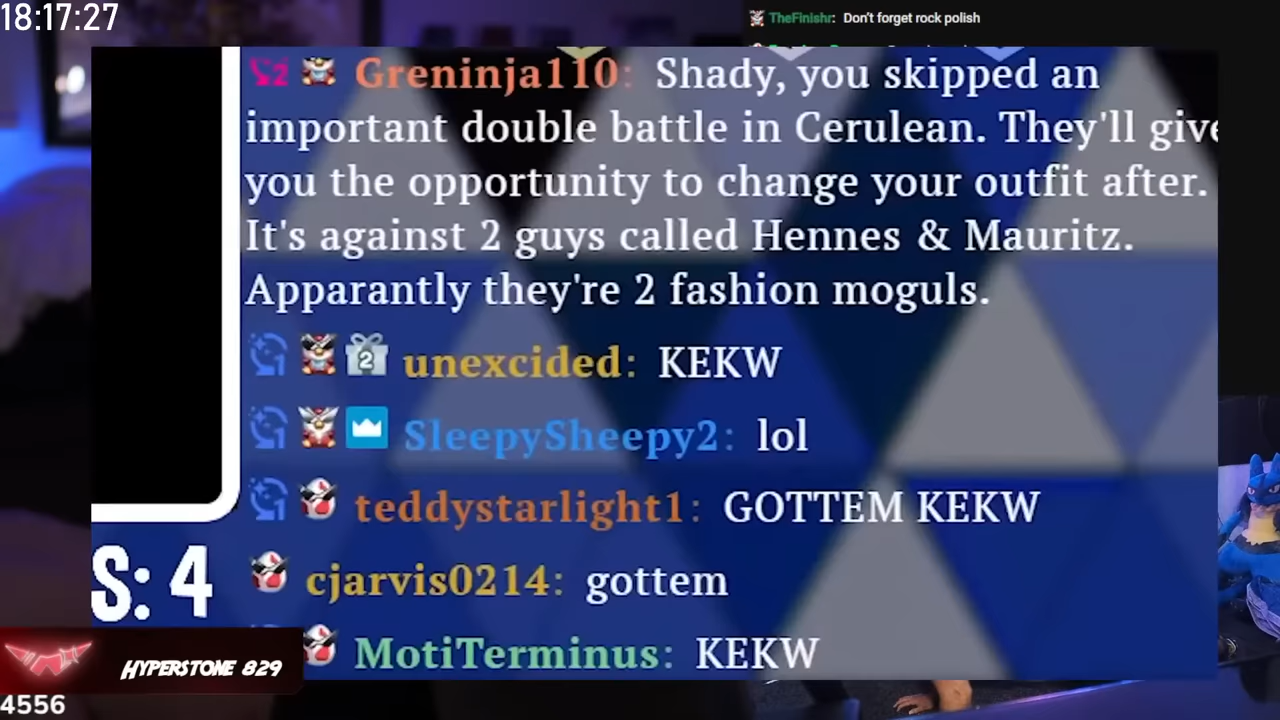 18:17:27
TheFinishr: Don't forget rock polish
Greninja110: Shady, you skipped an
important double battle in Cerulean. They'll give
you the opportunity to change your outfit after.
It's against 2 guys called Hennes & Mauritz.
Apparantly they're 2 fashion moguls.
2 unexcided: KEKW
SleepySheepy2: lol
teddystarlight1: GOTTEM KEKW
cjarvis0214: gottem
S: 4
MotiTerminus: KEKW
HYPERSTONE 829
4556